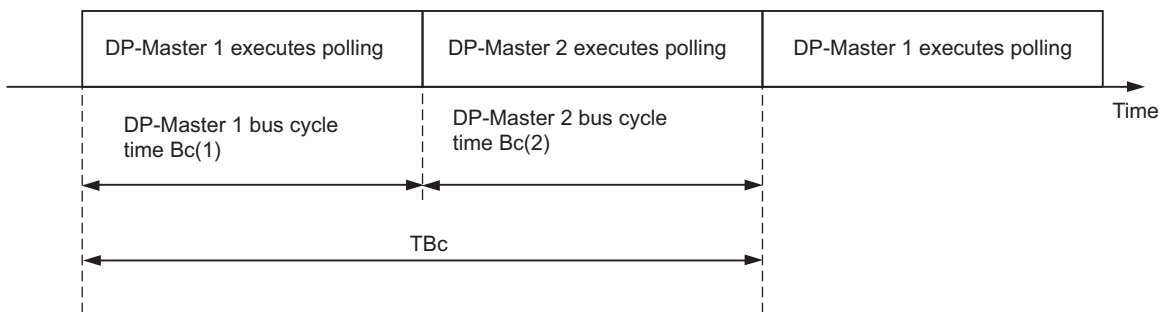 DP-Master 1 executes polling
DP-Master 2 executes polling
DP-Master 1 executes polling
Time
DP-Master 1 bus cycle
time Bc(1)
DP-Master 2 bus cycle
time Bc(2)
TBc